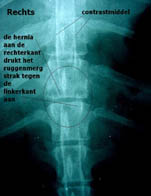 Rechts
contrastmiddel
de hernia
aan de
rechterkant
drukt het
ruggenmerg
strak tegen
de
linkerkant
aan